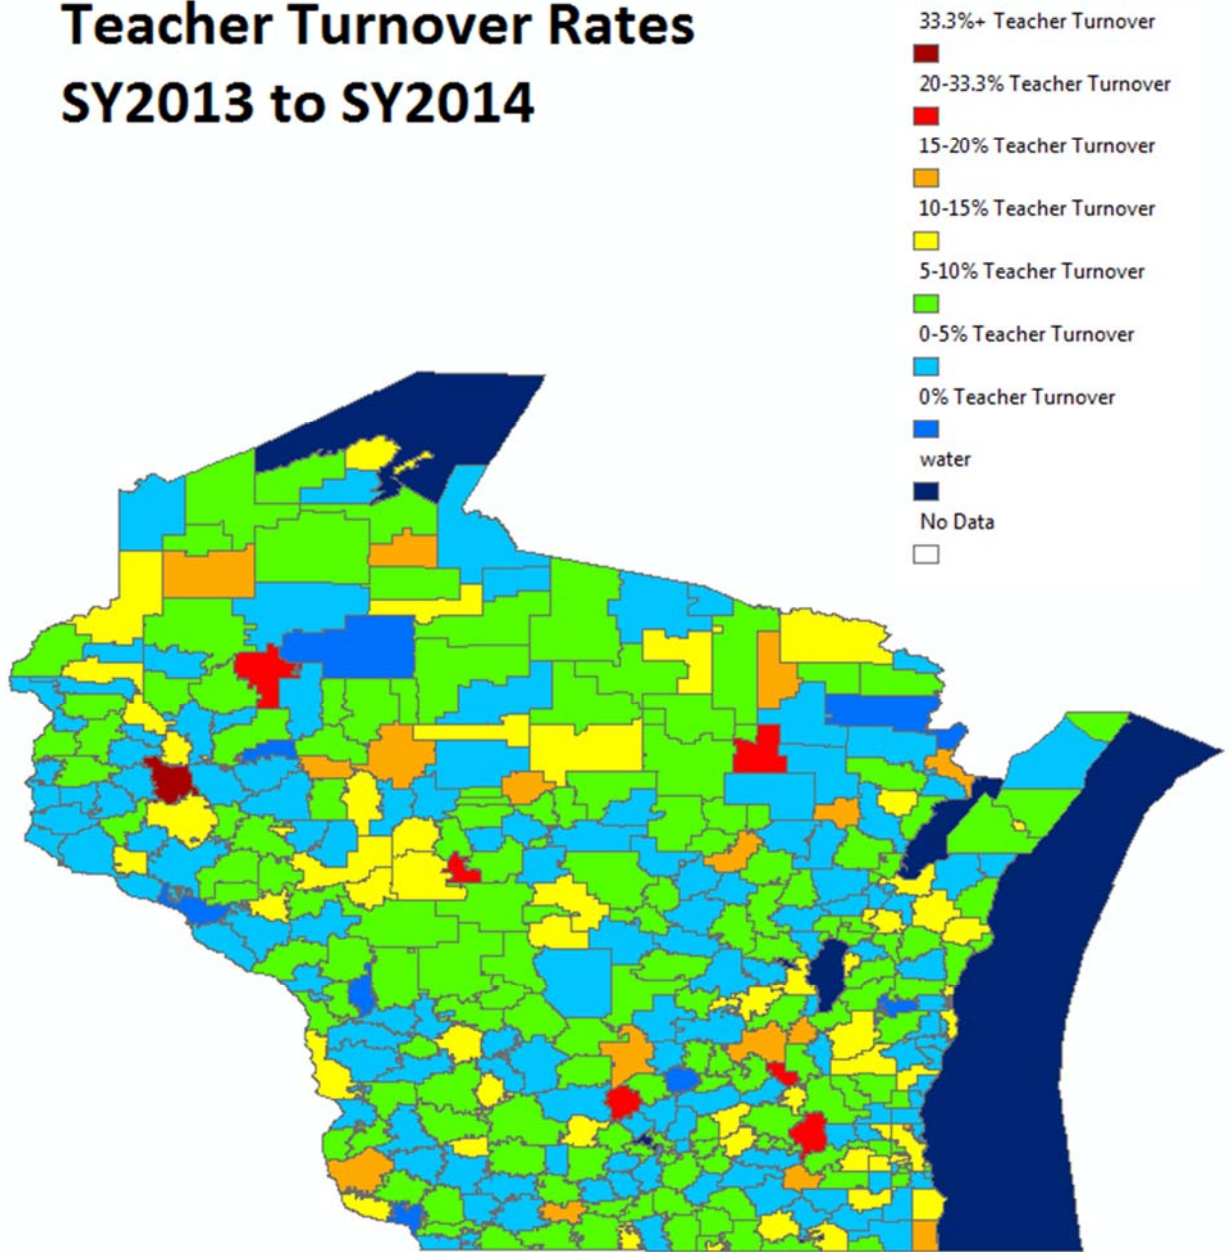 Teacher Turnover Rates
SY2013 to SY2014
33.3%+ Teacher Turnover
20-33.3% Teacher Turnover
15-20% Teacher Turnover
10-15% Teacher Turnover
5-10% Teacher Turnover
0-5% Teacher Turnover
0% Teacher Turnover
water
No Data